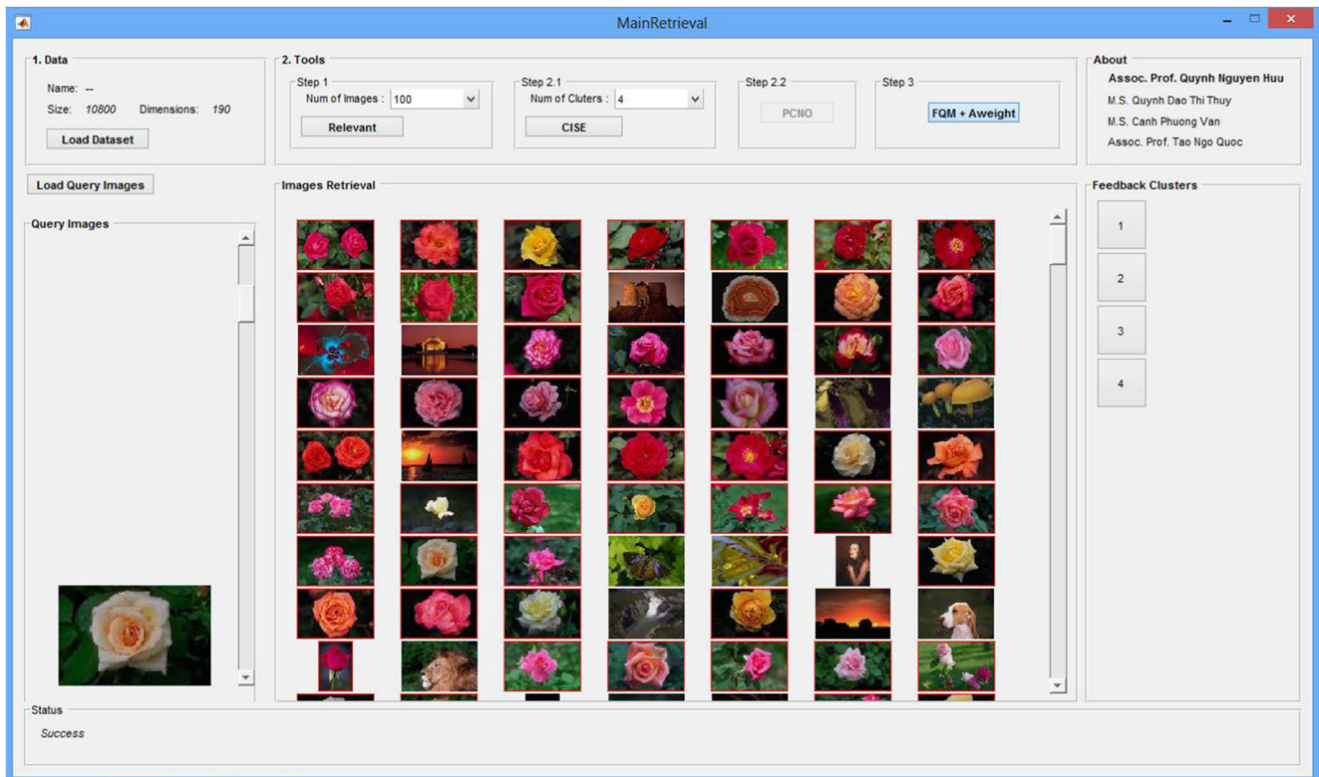 MainRetrieval
1. Data
Name: --
Size: 10800 Dimensions: 190
Load Dataset
2. Tools
Step 1
Num of Images : 100
Relevant
Step 2.1
Num of Cluters : 4
CISE
Step 2.2
PCNO
Step 3
FQM + Aweight
About
Assoc. Prof. Quynh Nguyen Huu
M.S. Quynh Dao Thi Thuy
M.S. Canh Phuong Van
Assoc. Prof. Tao Ngo Quoc
Load Query Images
Query Images
Images Retrieval
Feedback Clusters
1
2
3
4
Status
Success